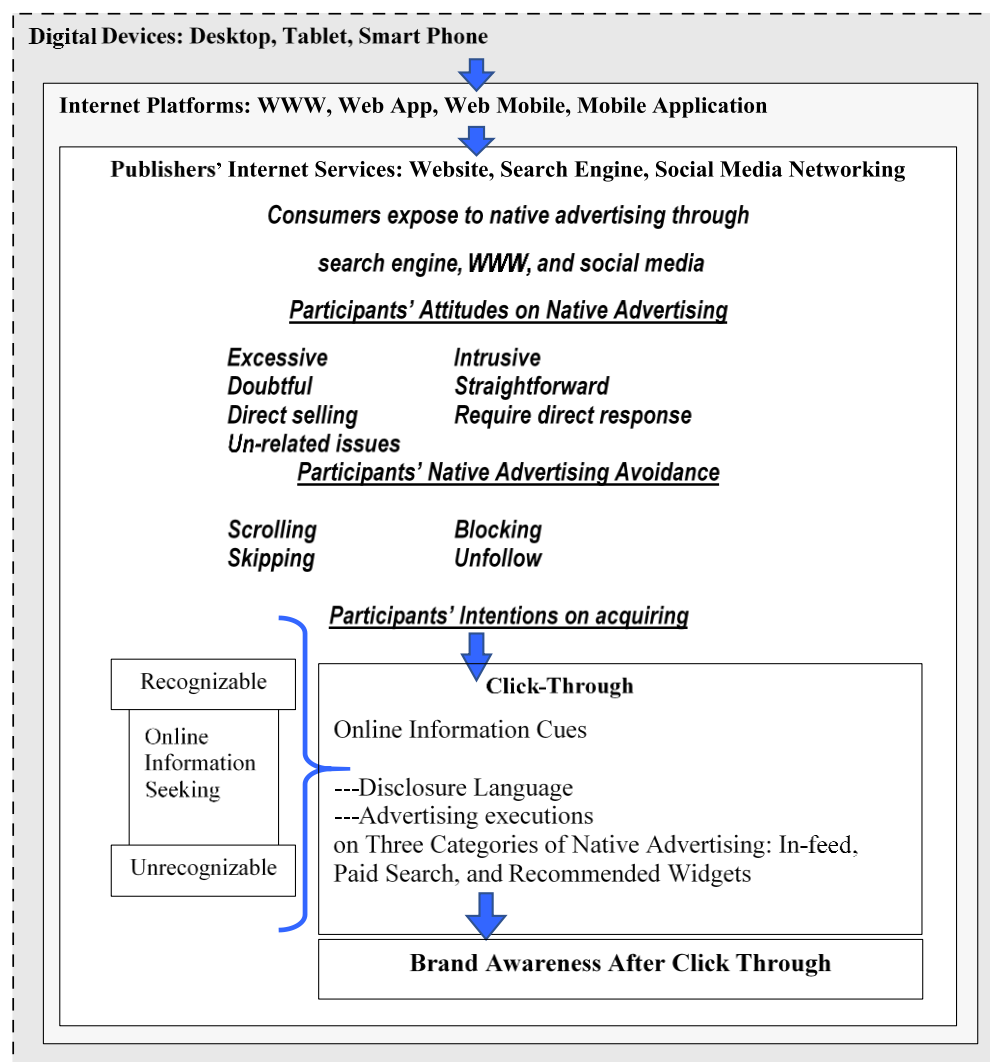 Digital Devices: Desktop, Tablet, Smart Phone
Internet Platforms: WWW, Web App, Web Mobile, Mobile Application
Publishers’ Internet Services: Website, Search Engine, Social Media Networking
Consumers expose to native advertising through
search engine, WWW, and social media
Participants’ Attitudes on Native Advertising
Excessive Intrusive
Doubtful Straightforward
Direct selling Require direct response
Un-related issues
Participants’ Native Advertising Avoidance
Scrolling Blocking
Skipping Unfollow
Participants’ Intentions on acquiring
Recognizable
Online
Information
Seeking
Unrecognizable
Click-Through
Online Information Cues
---Disclosure Language
---Advertising executions
on Three Categories of Native Advertising: In-feed,
Paid Search, and Recommended Widgets
Brand Awareness After Click Through